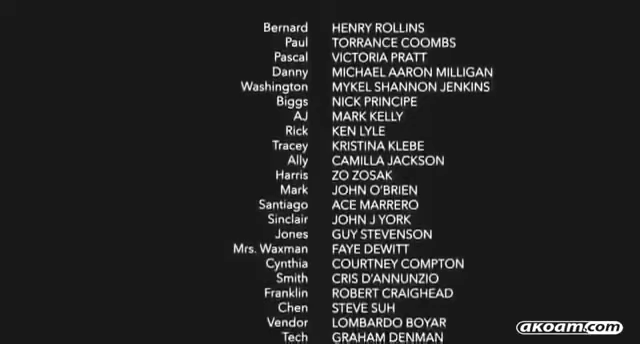 Bernard HENRY ROLLINS
Paul TORRANCE COOMBS
Pascal VICTORIA PRATT
Danny MICHAEL AARON MILLIGAN
Washington MYKEL SHANNON JENKINS
Biggs NICK PRINCIPE
AJ MARK KELLY
Rick KEN LYLE
Tracey KRISTINA KLEBE
Ally CAMILLA JACKSON
Harris ZO ZOSAK
Mark JOHN O'BRIEN
Santiago ACE MARRERO
Sinclair JOHN J YORK
Jones GUY STEVENSON
Mrs. Waxman FAYE DEWITT
Cynthia COURTNEY COMPTON
Smith CRIS D'ANNUNZIO
Franklin ROBERT CRAIGHEAD
Chen STEVE SUH
Vendor LOMBARDO BOYAR
Tech GRAHAM DENMAN
akoam.com